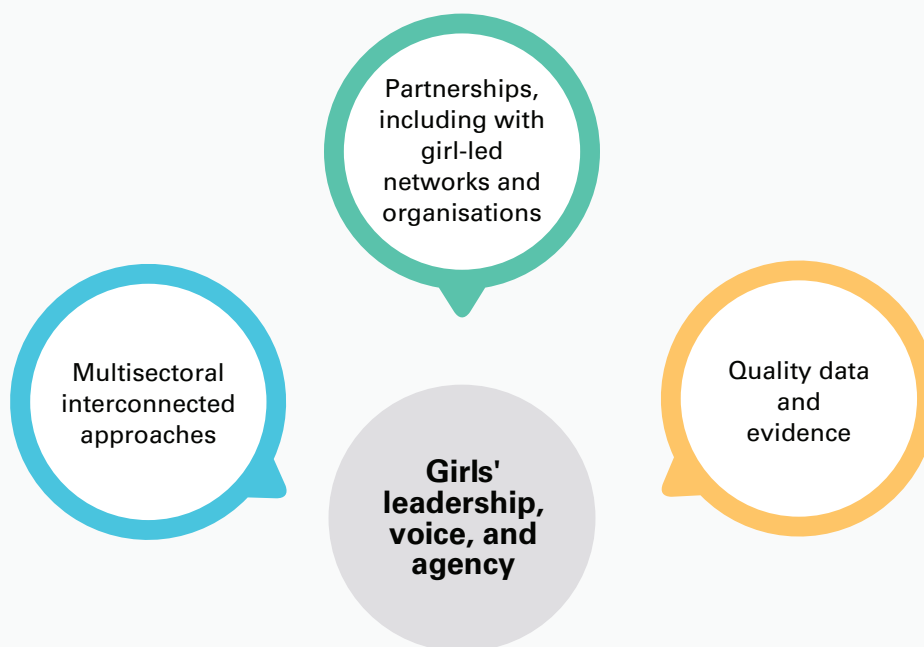 Partnerships,
including with
girl-led
networks and
organisations
Multisectoral
interconnected
approaches
Quality data
and
evidence
Girls'
leadership,
voice, and
agency